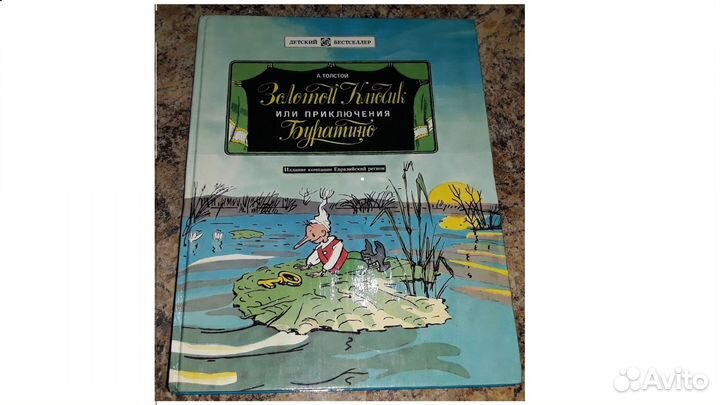 ДЕТСКИЙ БЕСТСЕЛЛЕР
А.ТОЛСТОЙ
Золотой Ключик
ИЛИ ПРИКЛЮЧЕНИЯ
Буратино
Издание компании Евразийский регион
Avito